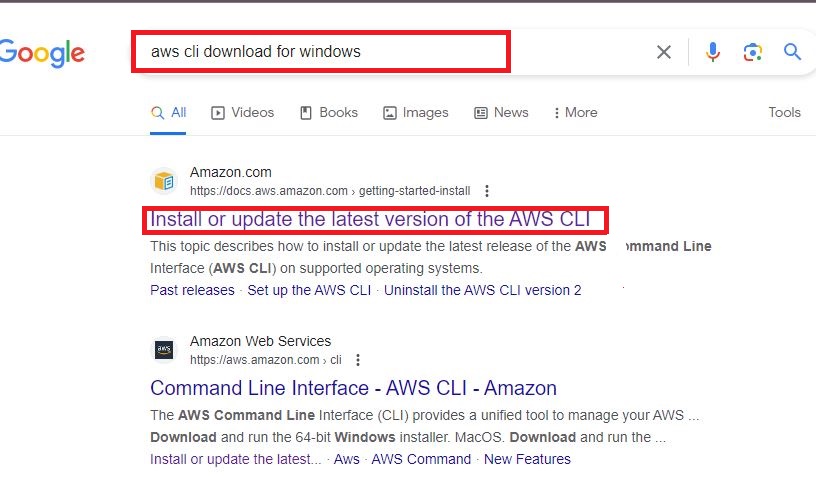 Google
aws cli download for windows
All Videos Books Images News More Tools
Amazon.com
https://docs.aws.amazon.com › getting-started-install
Install or update the latest version of the AWS CLI
This topic describes how to install or update the latest release of the AWS ommand Line
Interface (AWS CLI) on supported operating systems.
Past releases · Set up the AWS CLI · Uninstall the AWS CLI version 2
aws
Amazon Web Services
https://aws.amazon.com › cli
Command Line Interface - AWS CLI - Amazon
The AWS Command Line Interface (CLI) provides a unified tool to manage your AWS ...
Download and run the 64-bit Windows installer. MacOS. Download and run the ...
Install or update the latest... · Aws · AWS Command · New Features